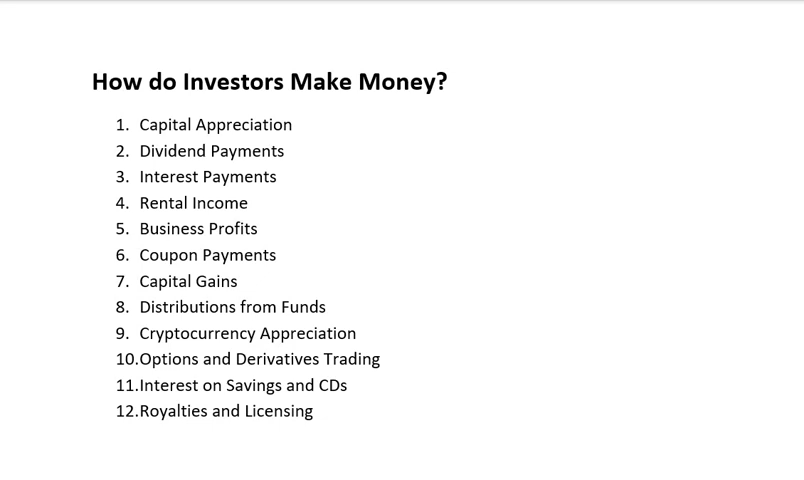 How do Investors Make Money?
1. Capital Appreciation
2. Dividend Payments
3. Interest Payments
4. Rental Income
5. Business Profits
6. Coupon Payments
7. Capital Gains
8. Distributions from Funds
9. Cryptocurrency Appreciation
10.Options and Derivatives Trading
11.Interest on Savings and CDs
12.Royalties and Licensing